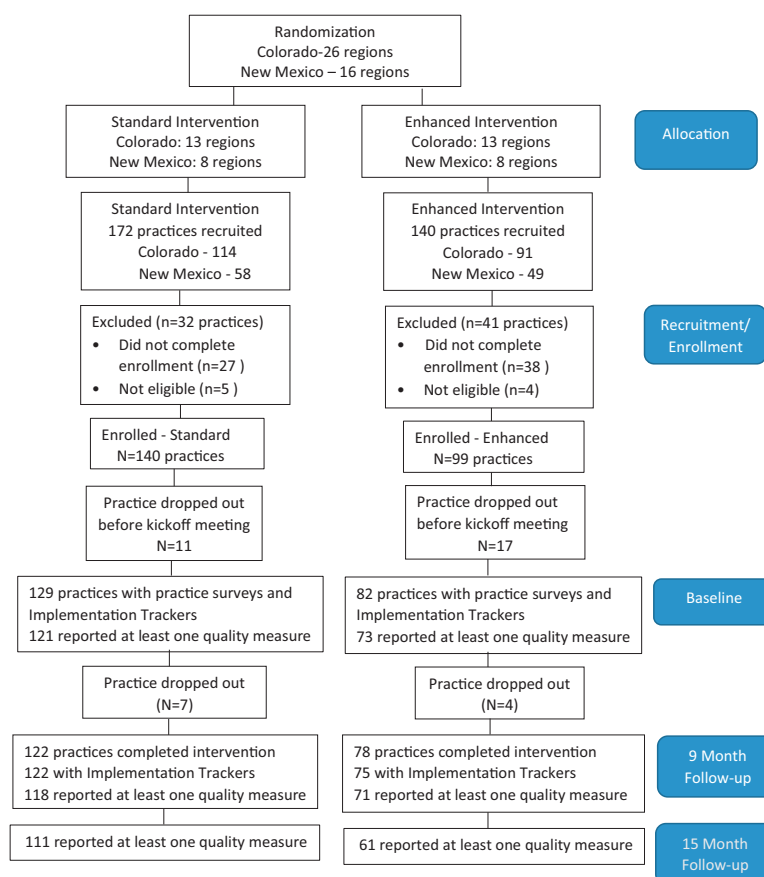 Randomization
Colorado-26 regions
New Mexico – 16 regions
Standard Intervention
Colorado: 13 regions
New Mexico: 8 regions
Enhanced Intervention
Colorado: 13 regions
New Mexico: 8 regions
Allocation
Standard Intervention
172 practices recruited
Colorado - 114
New Mexico - 58
Enhanced Intervention
140 practices recruited
Colorado - 91
New Mexico - 49
Excluded (n=32 practices)
• Did not complete
enrollment (n=27 )
• Not eligible (n=5 )
Excluded (n=41 practices)
• Did not complete
enrollment (n=38 )
• Not eligible (n=4)
Recruitment/
Enrollment
Enrolled - Standard
N=140 practices
Enrolled - Enhanced
N=99 practices
Practice dropped out
before kickoff meeting
N=11
Practice dropped out
before kickoff meeting
N=17
129 practices with practice surveys and
Implementation Trackers
121 reported at least one quality measure
82 practices with practice surveys and
Implementation Trackers
73 reported at least one quality measure
Baseline
Practice dropped out
(N=7)
Practice dropped out
(N=4)
122 practices completed intervention
122 with Implementation Trackers
118 reported at least one quality measure
78 practices completed intervention
75 with Implementation Trackers
71 reported at least one quality measure
9 Month
Follow-up
111 reported at least one quality measure
61 reported at least one quality measure
15 Month
Follow-up